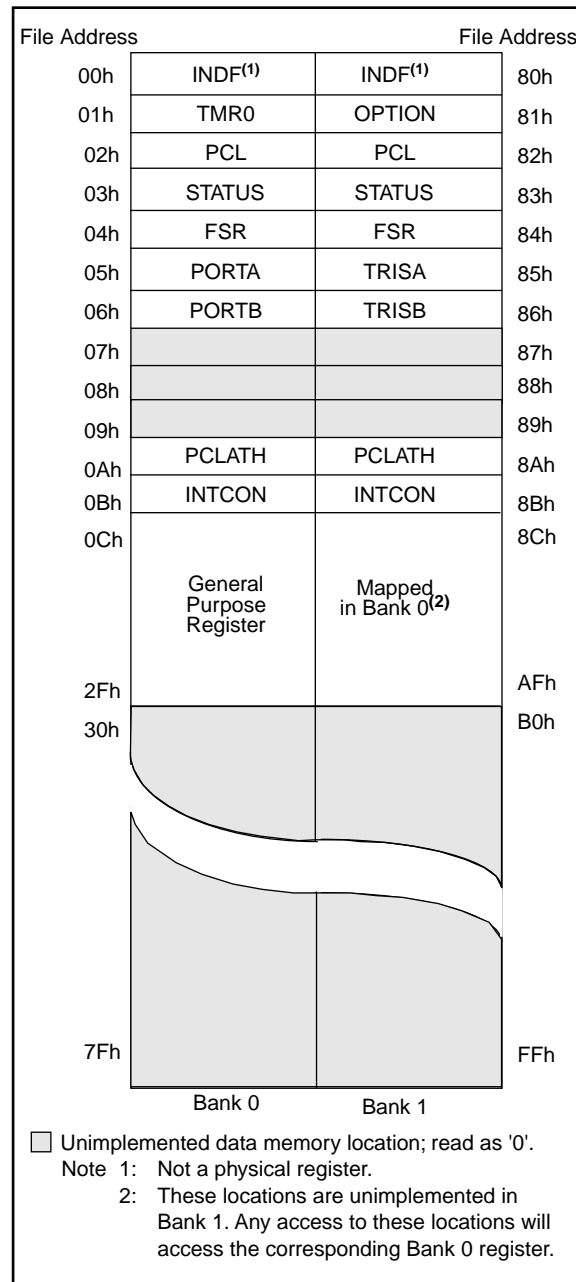 File Address File Address
00h INDF(1) INDF(1) 80h
01h TMR0 OPTION 81h
02h PCL PCL 82h
03h STATUS STATUS 83h
04h FSR FSR 84h
05h PORTA TRISA 85h
06h PORTB TRISB 86h
07h 87h
08h 88h
09h 89h
0Ah PCLATH PCLATH 8Ah
0Bh INTCON INTCON 8Bh
0Ch 8Ch
General
Purpose
Register
Mapped
in Bank 0(2)
2Fh AFh
30h B0h
7Fh FFh
Bank 0 Bank 1
Unimplemented data memory location; read as '0'.
Note 1: Not a physical register.
2: These locations are unimplemented in
Bank 1. Any access to these locations will
access the corresponding Bank 0 register.